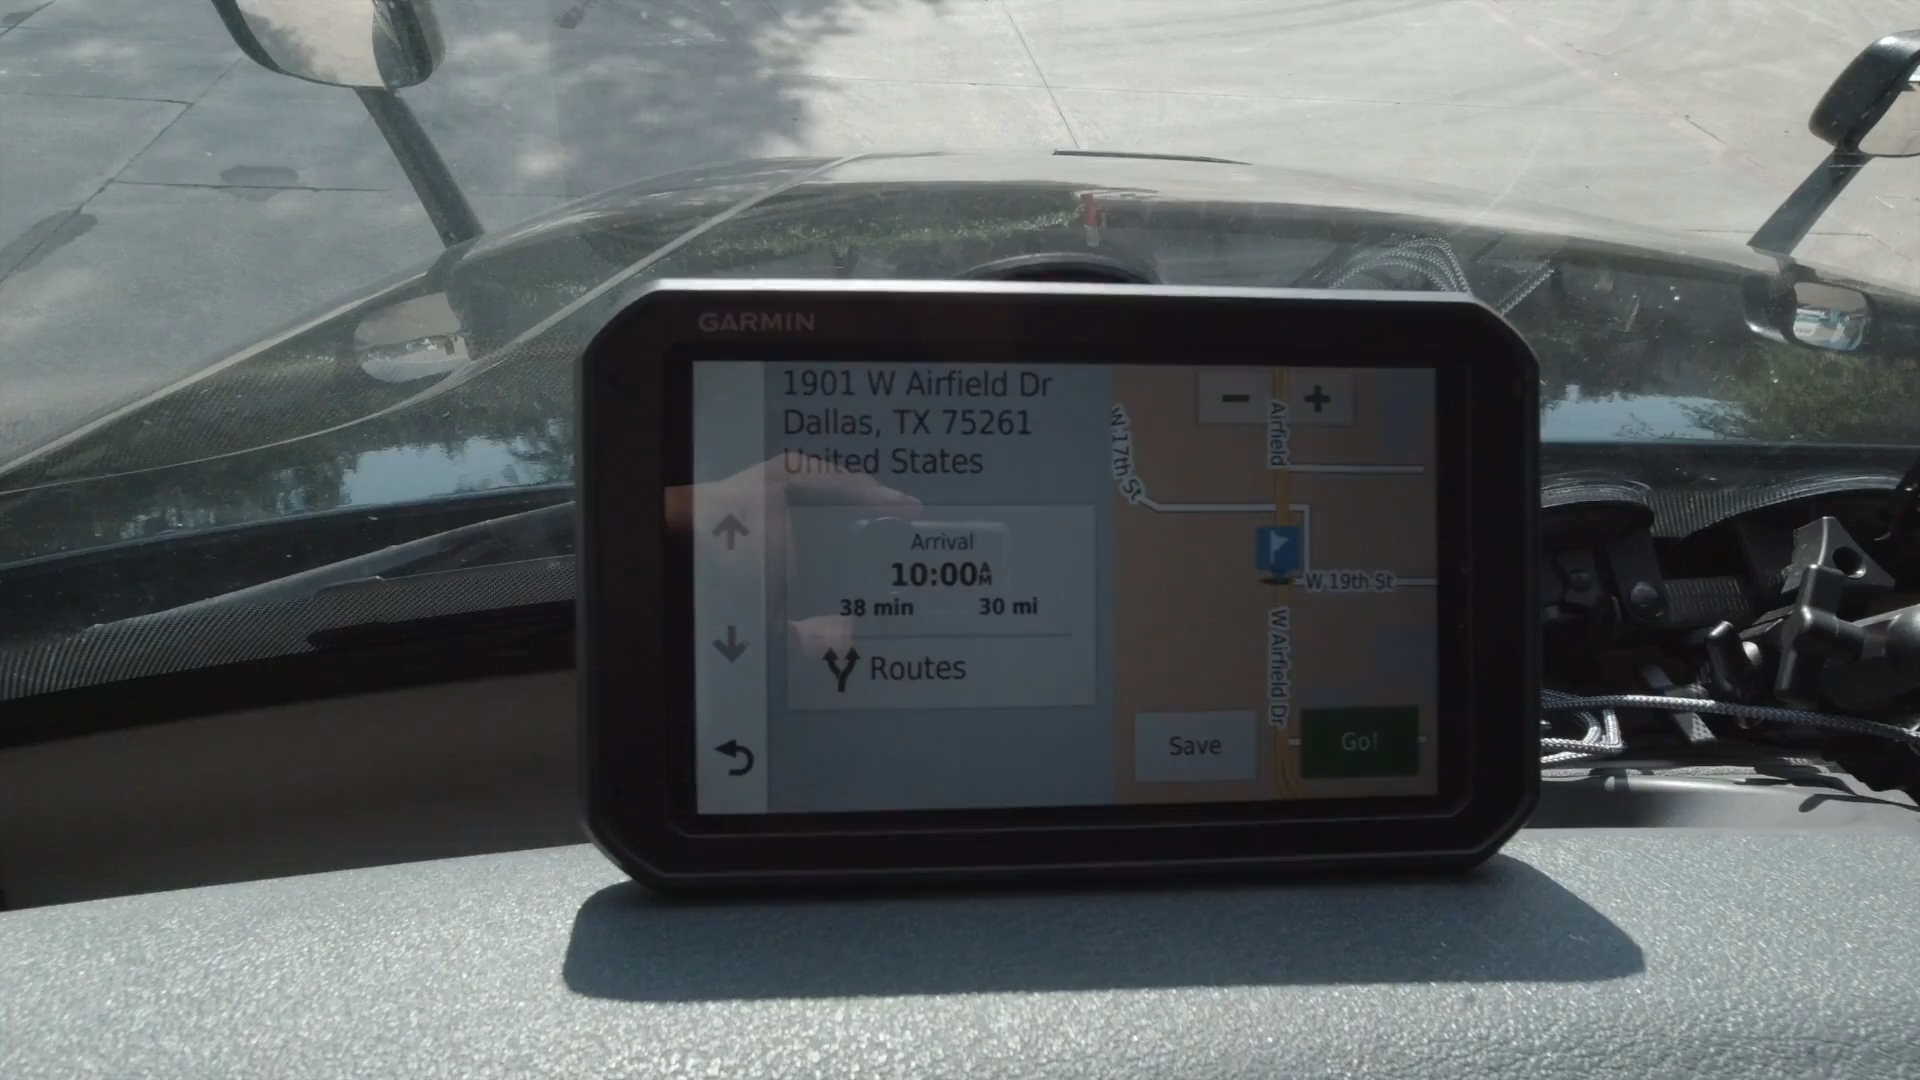 GARMIN
1901 W Airfield Dr
Dallas, TX 75261
United States
Arrival
10:00AM
38 min 30 mi
Routes
Save
Go!
- +
Airfield
W 17th St
W 19th St
W Airfield Dr